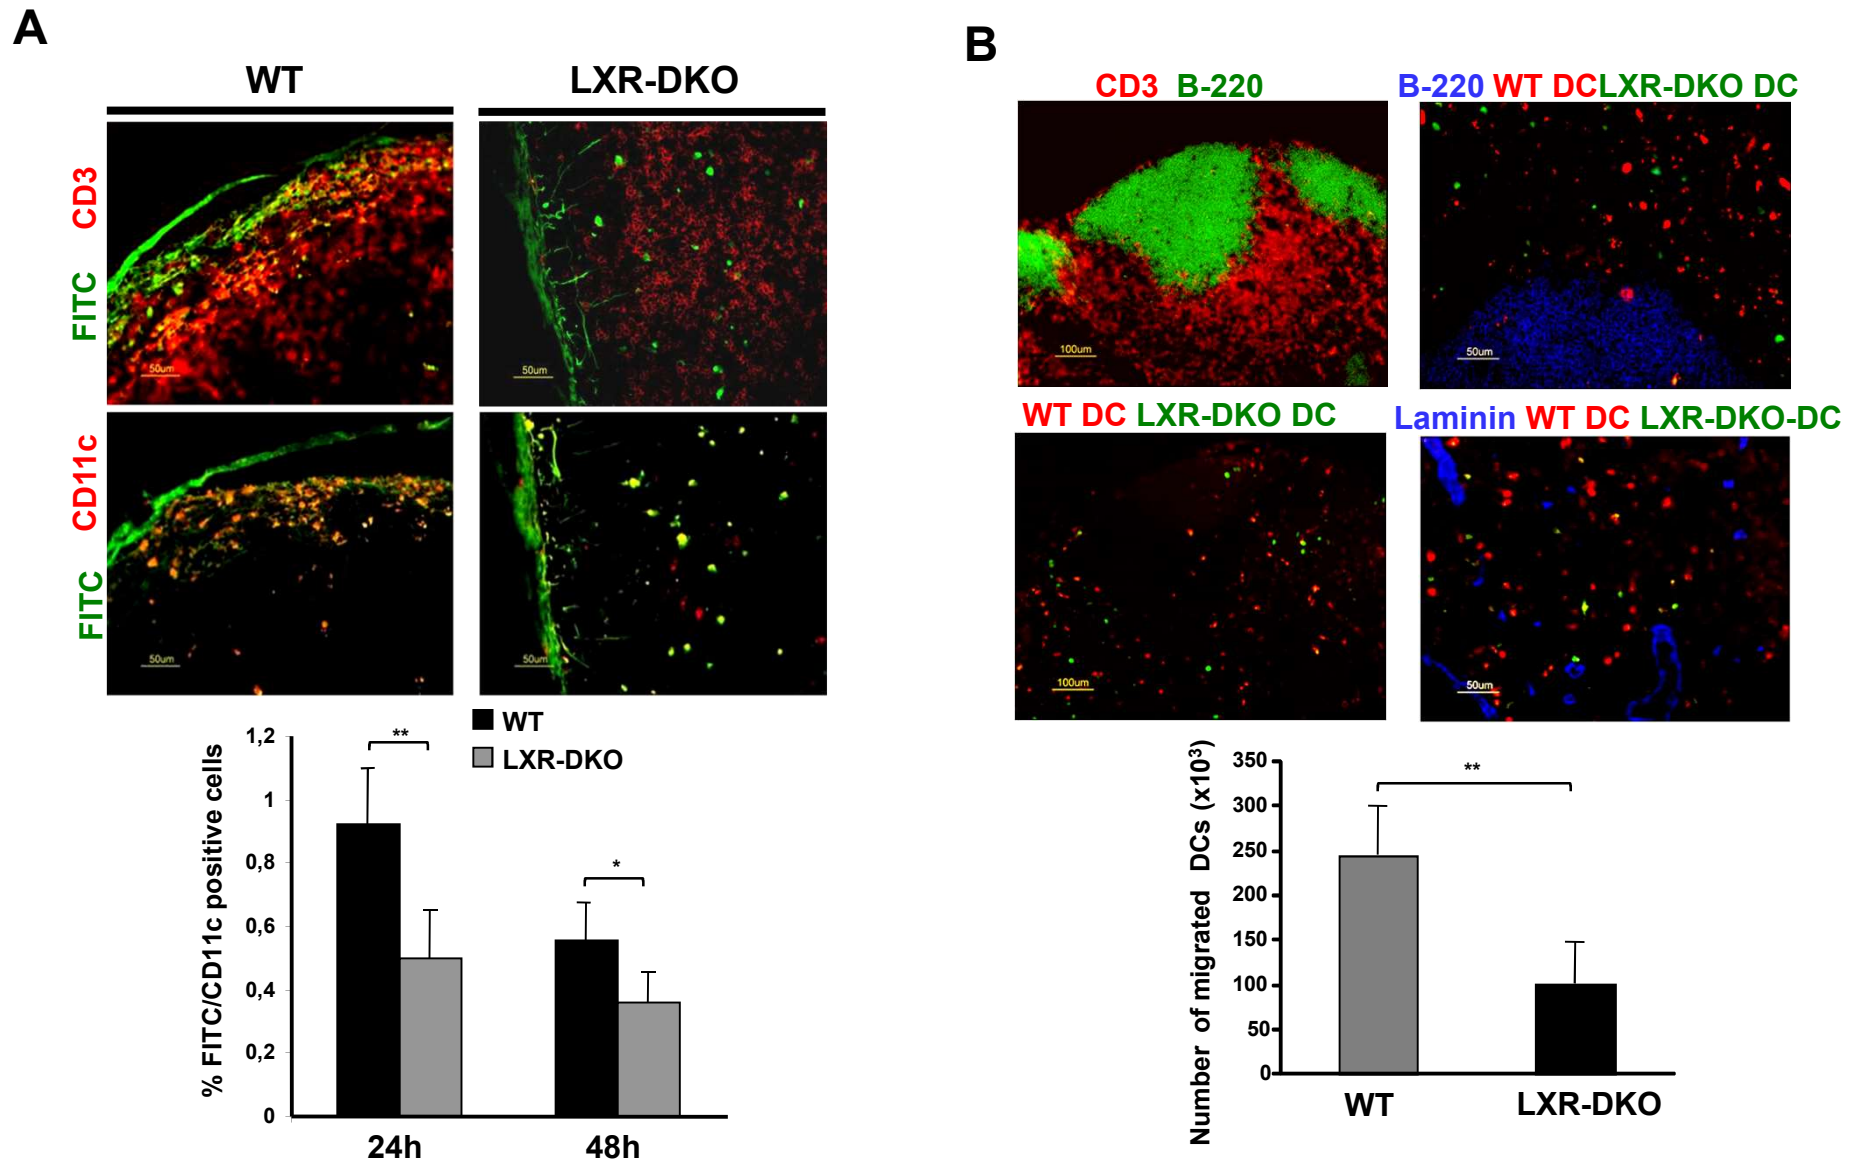 A
WT
LXR-DKO
CD3
FITC
50um
50um
CD11c
FITC
50um
50um
WT
LXR-DKO
% FITC/CD11c positive cells
1,2
1
0,8
0,6
0,4
0,2
0
**
*
24h
48h
B
CD3 B-220
B-220 WT DCLXR-DKO DC
100um
50um
WT DC LXR-DKO DC
Laminin WT DC LXR-DKO-DC
100um
50um
Number of migrated DCs (x10³)
350
300
250
200
150
100
50
0
**
WT
LXR-DKO